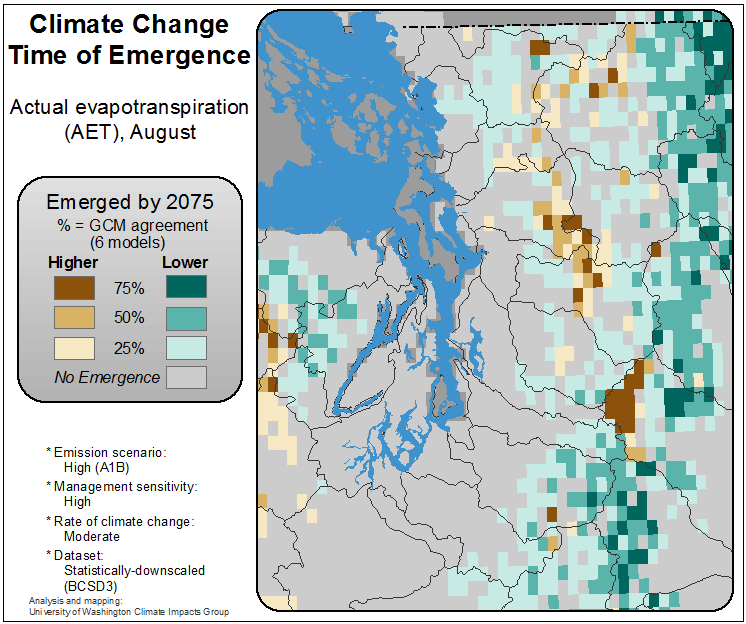 Climate Change
Time of Emergence
Actual evapotranspiration
(AET), August
Emerged by 2075
% = GCM agreement
(6 models)
Higher Lower
75%
50%
25%
No Emergence
* Emission scenario:
High (A1B)
* Management sensitivity:
High
* Rate of climate change:
Moderate
* Dataset:
Statistically-downscaled
(BCSD3)
Analysis and mapping:
University of Washington Climate Impacts Group